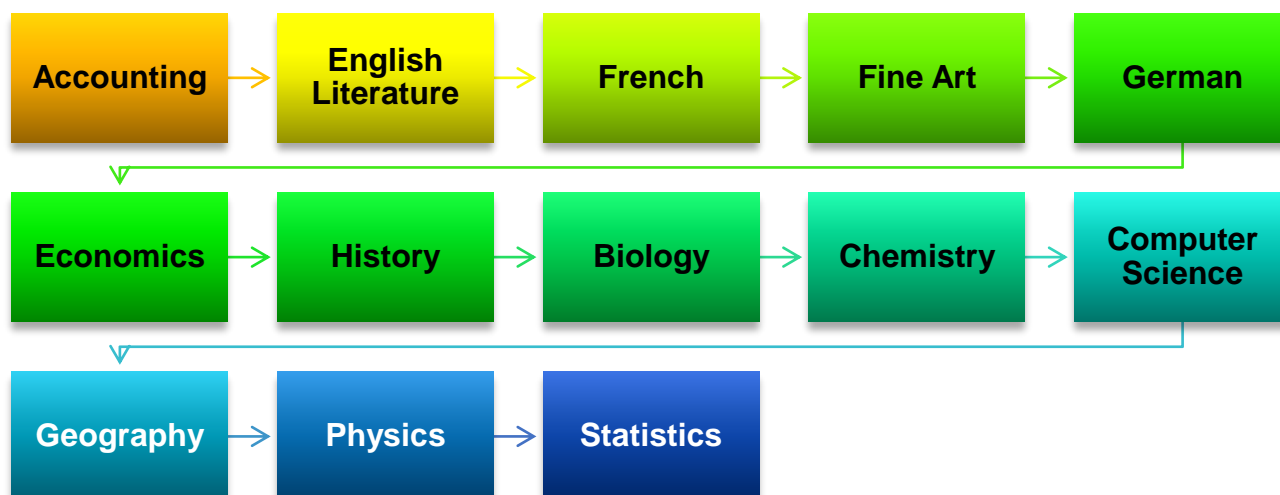 Accounting
English
Literature
French
Fine Art
German
Economics
History
Biology
Chemistry
Computer
Science
Geography
Physics
Statistics